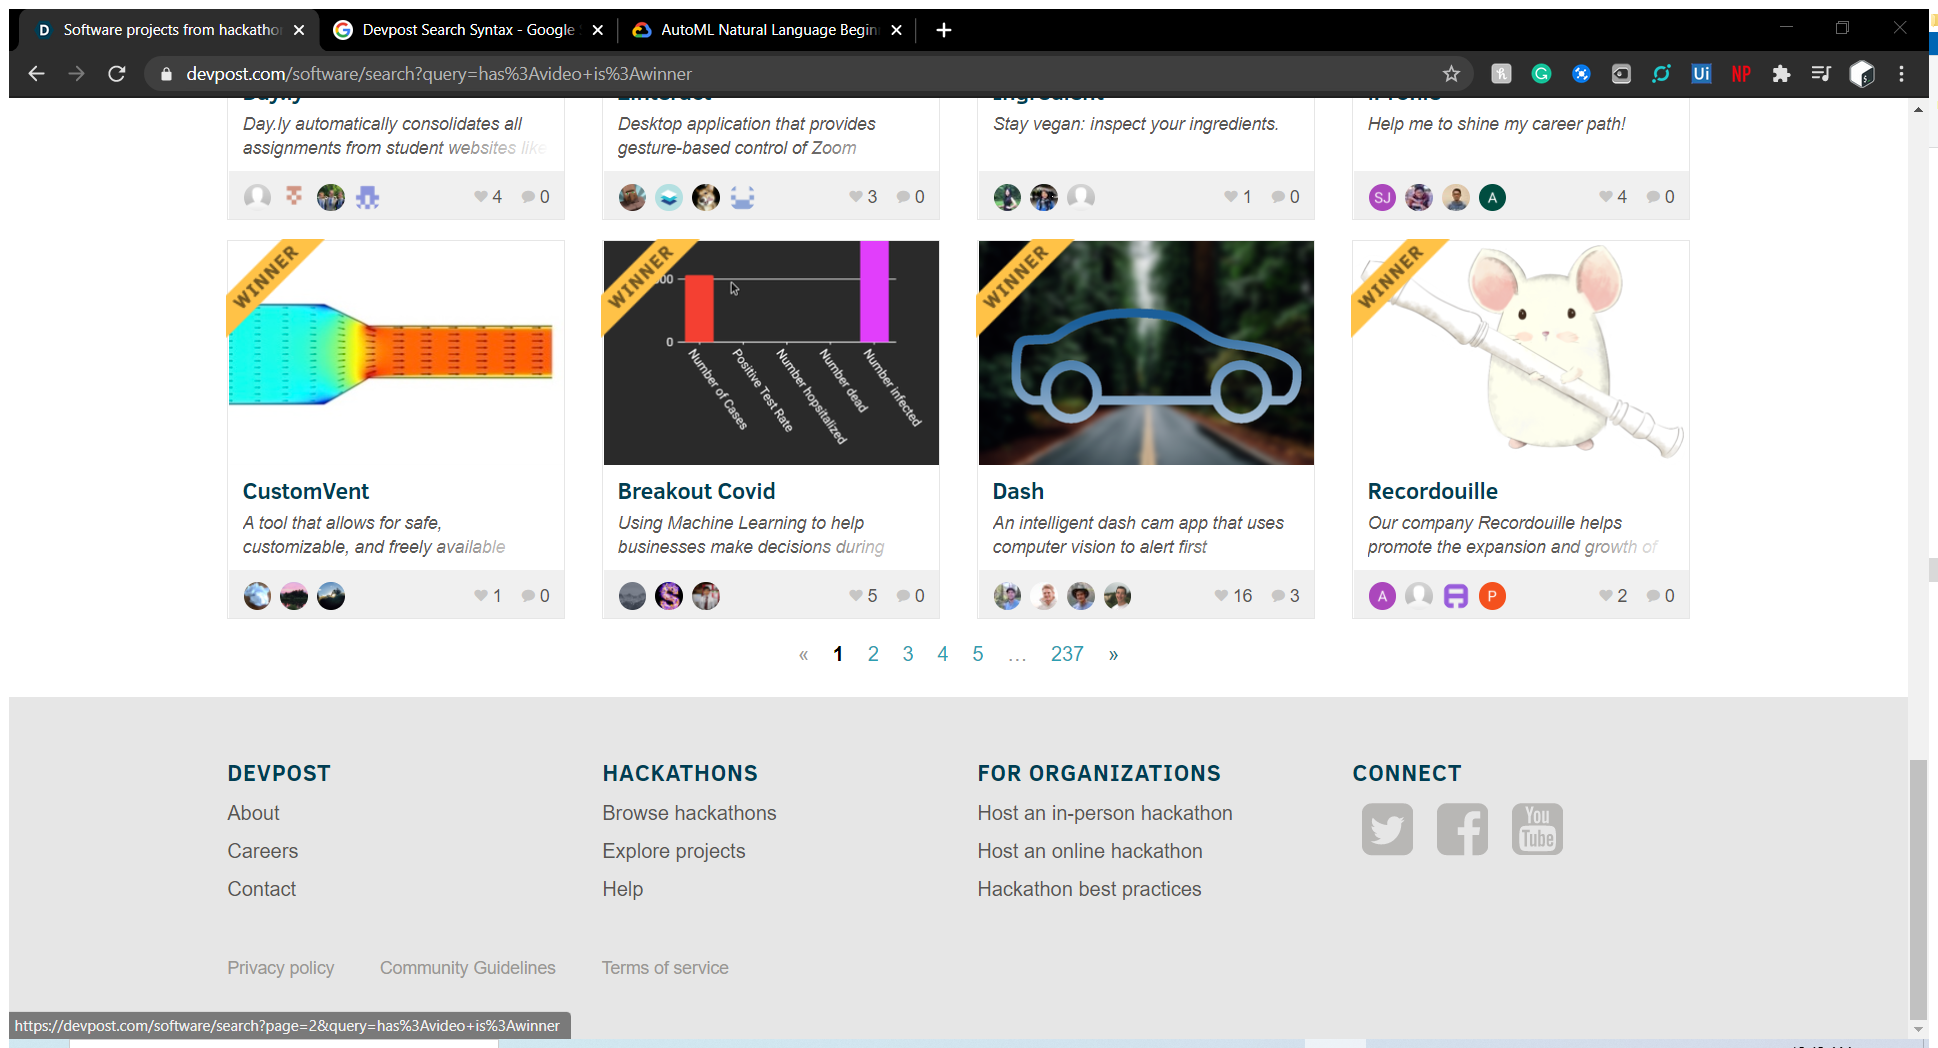 Software projects from hackathon
Devpost Search Syntax - Google
AutoML Natural Language Begin
devpost.com/software/search?query=has%3Avideo+is%3Awinner
Ui
NP
Day.ly
Ingredient
Day.ly automatically consolidates all
assignments from student websites like
4
0
Desktop application that provides
gesture-based control of Zoom
3
0
Stay vegan: inspect your ingredients.
1
0
Help me to shine my career path!
SJ
A
4
0
WINNER
CustomVent
A tool that allows for safe,
customizable, and freely available
1
0
WINNER
00
0
Number of Cases
Positive Test Rate
Number hopsitalized
Number dead
Number infected
Breakout Covid
Using Machine Learning to help
businesses make decisions during
S
5
0
WINNER
Dash
An intelligent dash cam app that uses
computer vision to alert first
16
3
WINNER
Recordouille
Our company Recordouille helps
promote the expansion and growth of
A
P
2
0
« 1 2 3 4 5 … 237 »
DEVPOST
About
Careers
Contact
HACKATHONS
Browse hackathons
Explore projects
Help
FOR ORGANIZATIONS
Host an in-person hackathon
Host an online hackathon
Hackathon best practices
CONNECT
You
Tube
Privacy policy
Community Guidelines
Terms of service
https://devpost.com/software/search?page=2&query=has%3Avideo+is%3Awinner